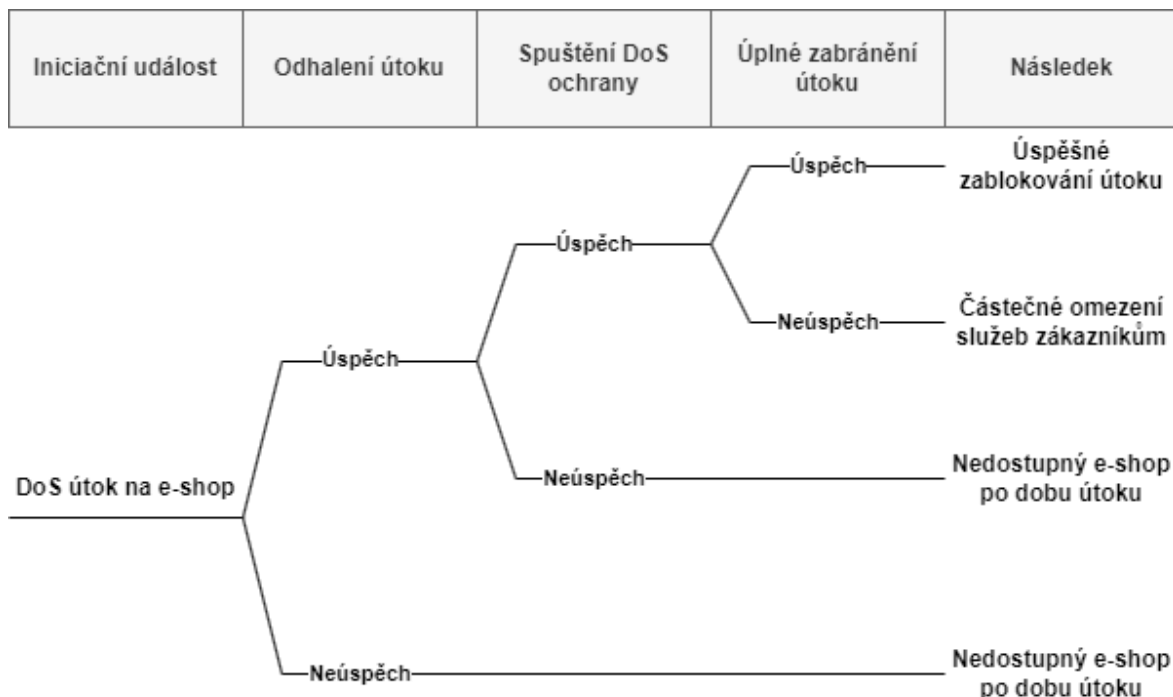 Iniciační událost
Odhalení útoku
Spuštění DoS
ochrany
Úplné zabránění
útoku
Následek
Úspěch
Úspěšné
zablokování útoku
Úspěch
Neúspěch
Částečné omezení
služeb zákazníkům
Úspěch
DoS útok na e-shop
Neúspěch
Nedostupný e-shop
po dobu útoku
Neúspěch
Nedostupný e-shop
po dobu útoku